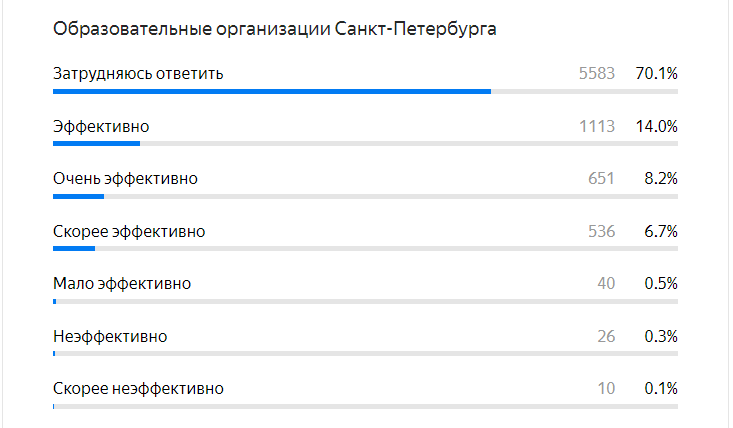 Образовательные организации Санкт-Петербурга
Затрудняюсь ответить 5583 70.1%
Эффективно 1113 14.0%
Очень эффективно 651 8.2%
Скорее эффективно 536 6.7%
Мало эффективно 40 0.5%
Неэффективно 26 0.3%
Скорее неэффективно 10 0.1%